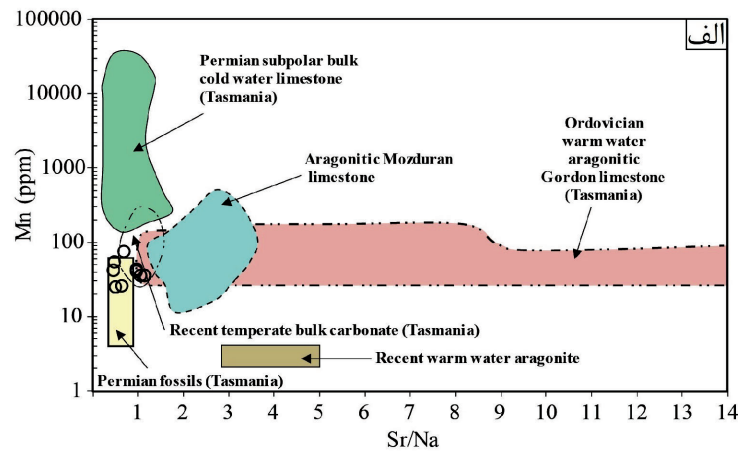 الف
100000
10000
1000
100
10
1
Mn (ppm)
Permian subpolar bulk
cold water limestone
(Tasmania)
Aragonitic Mozduran
limestone
Ordovician
warm water
aragonitic
Gordon limestone
(Tasmania)
Recent temperate bulk carbonate (Tasmania)
Recent warm water aragonite
Permian fossils (Tasmania)
1 2 3 4 5 6 7 8 9 10 11 12 13 14
Sr/Na